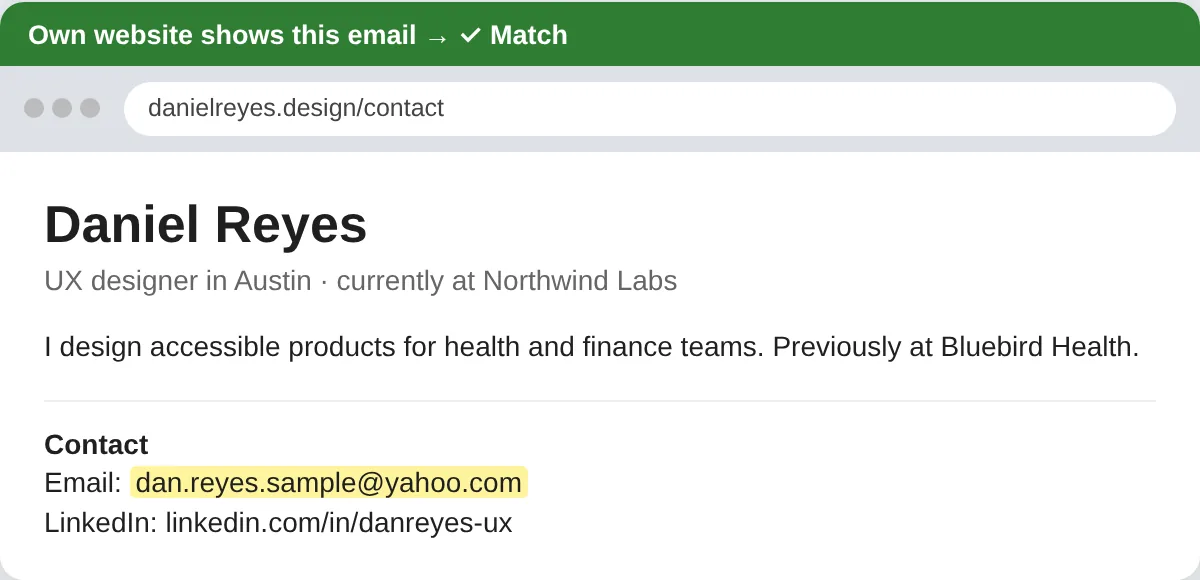 Own website shows this email → ✓ Match
danielreyes.design/contact
Daniel Reyes
UX designer in Austin · currently at Northwind Labs
I design accessible products for health and finance teams. Previously at Bluebird Health.
Contact
Email: dan.reyes.sample@yahoo.com
LinkedIn: linkedin.com/in/danreyes-ux